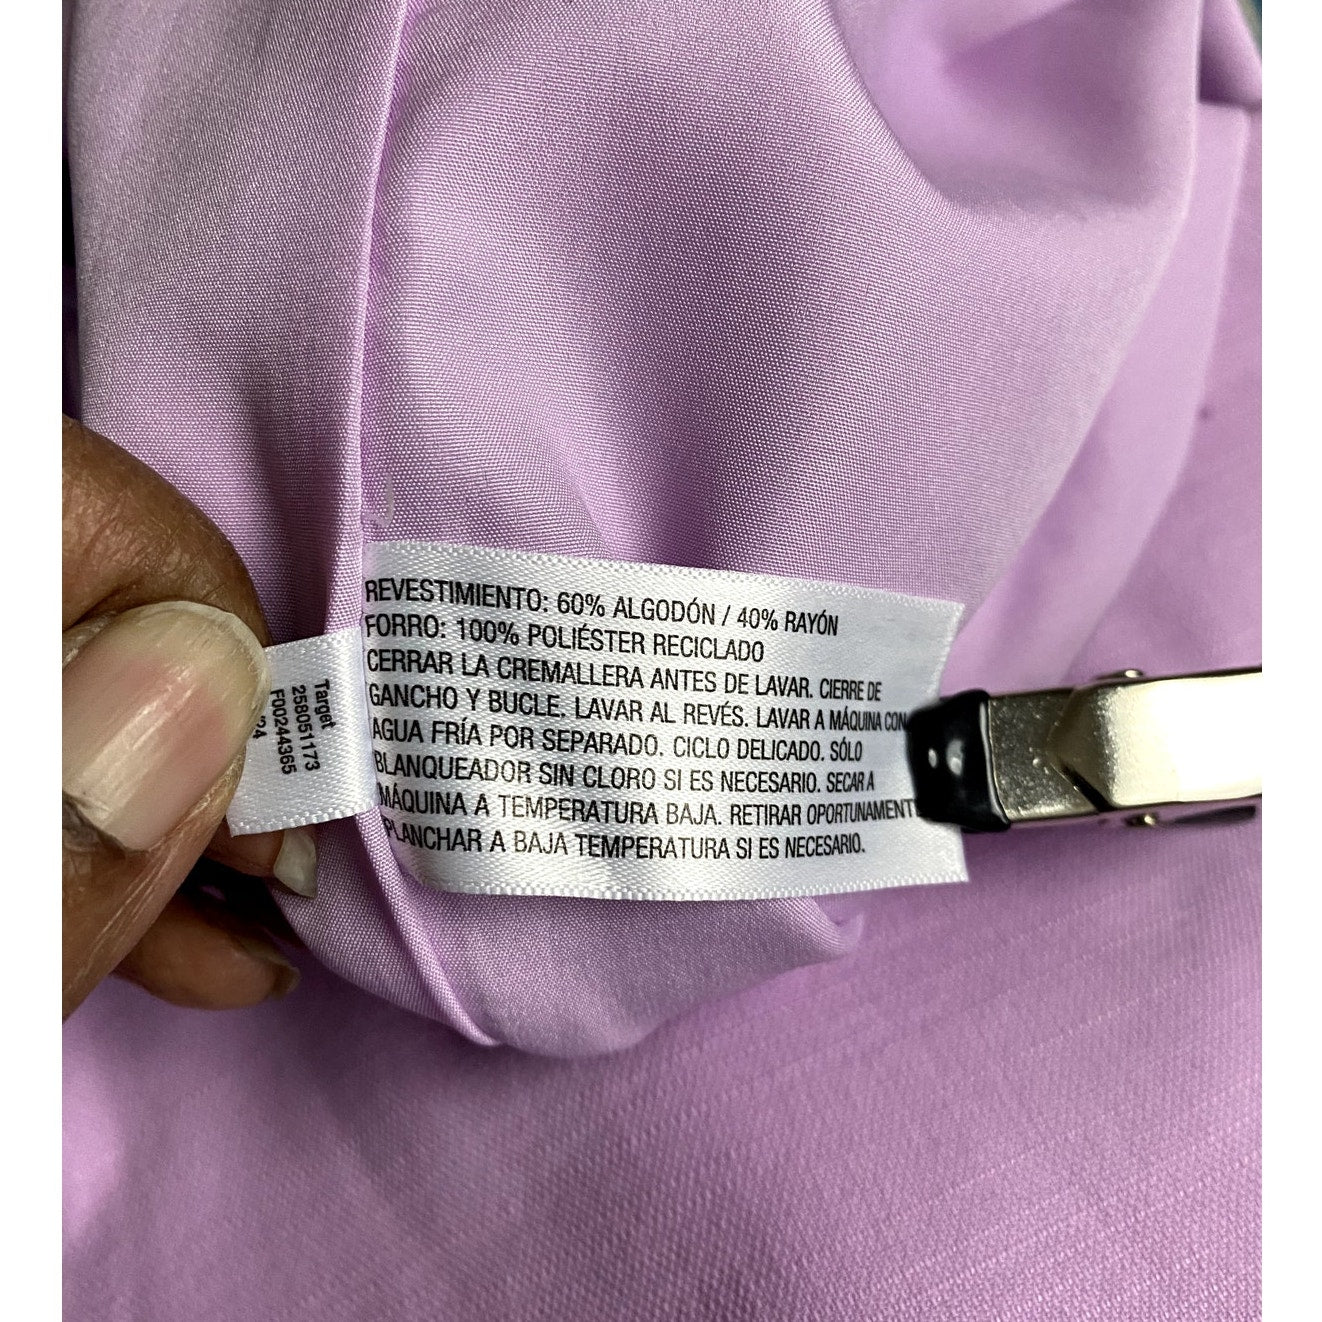 REVESTIMIENTO: 60% ALGODÓN / 40% RAYÓN
FORRO: 100% POLIÉSTER RECICLADO
CERRAR LA CREMALLERA ANTES DE LAVAR. CIERRE DE
GANCHO Y BUCLE. LAVAR AL REVÉS. LAVAR A MÁQUINA CON
AGUA FRÍA POR SEPARADO. CICLO DELICADO. SÓLO
BLANQUEADOR SIN CLORO SI ES NECESARIO. SECAR A
MÁQUINA A TEMPERATURA BAJA. RETIRAR OPORTUNAMENT
PLANCHAR A BAJA TEMPERATURA SI ES NECESARIO.
Target
258051173
F00244365